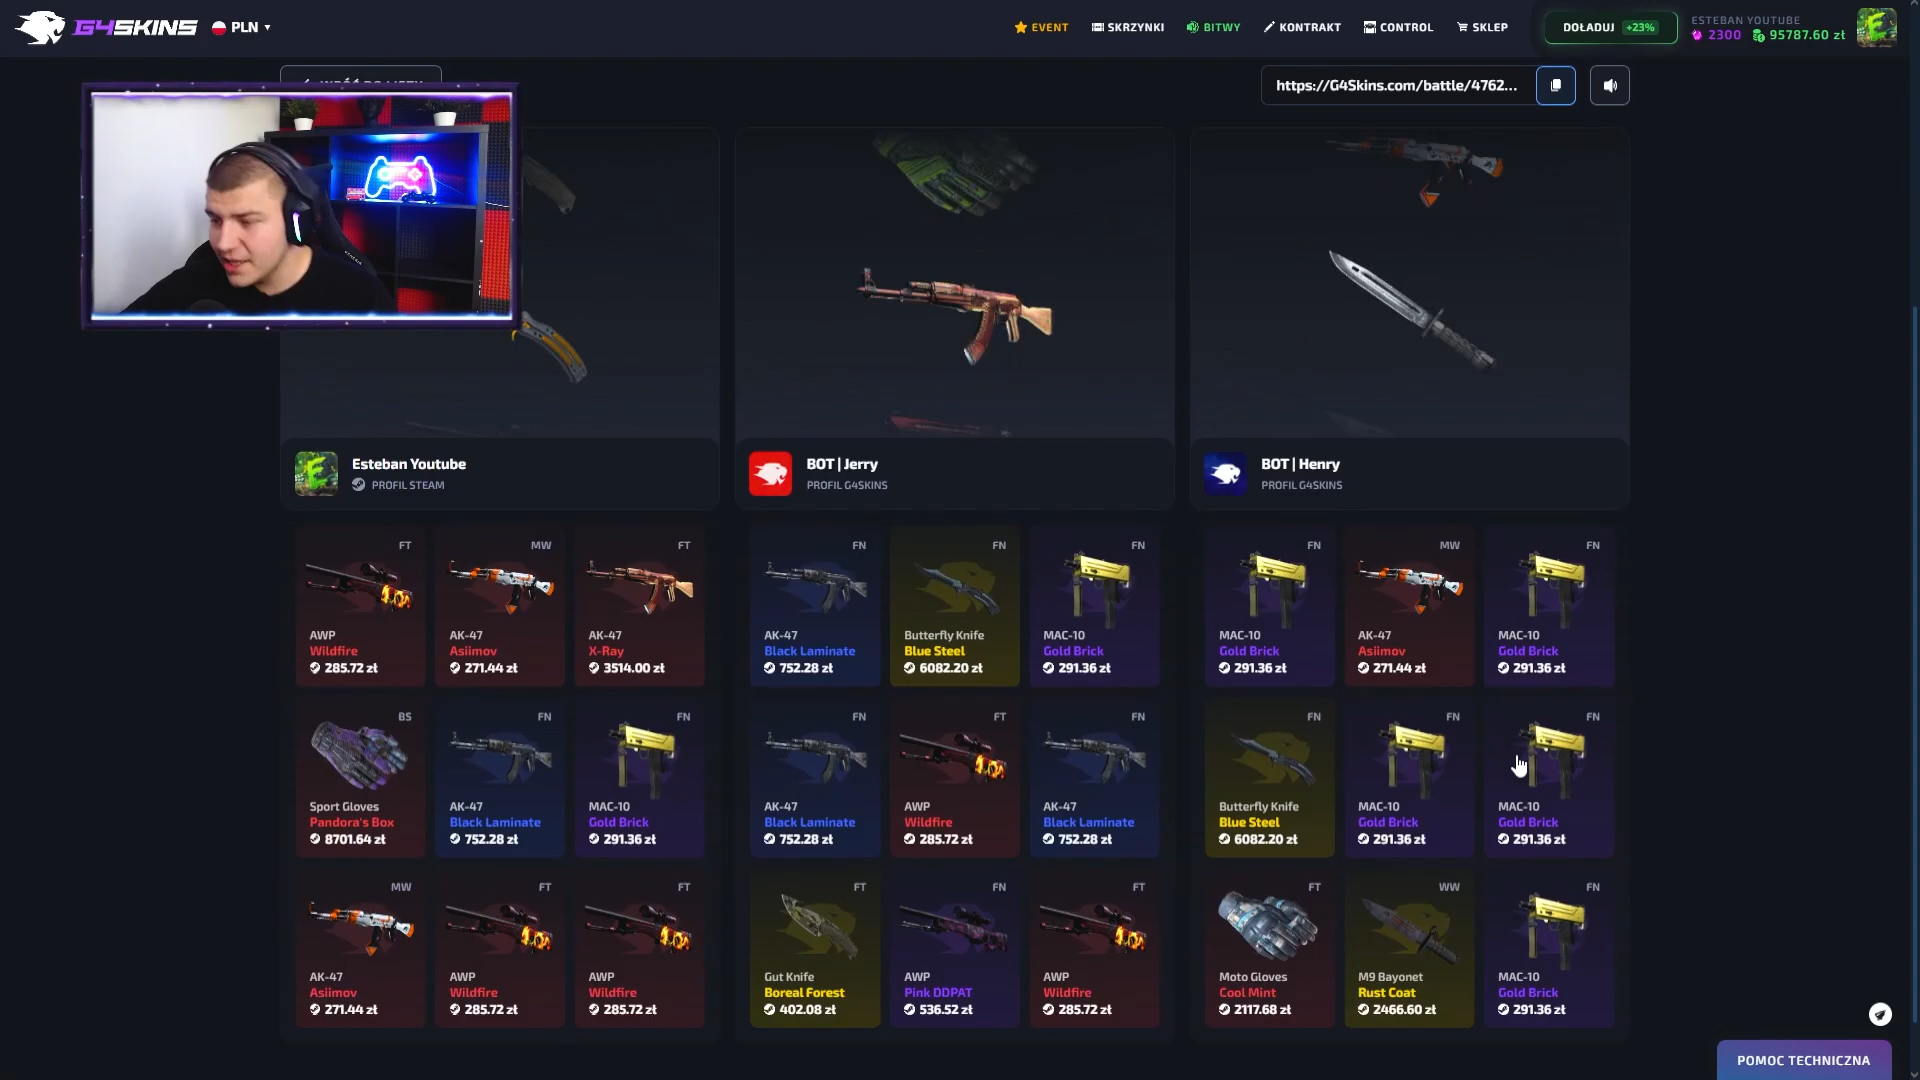 G4SKINS
PLN
EVENT
SKRZYNKI
BITWY
KONTRAKT
CONTROL
SKLEP
DOŁADUJ +23%
ESTEBAN YOUTUBE
2300 95787.60 zł
https://G4Skins.com/battle/4762...
Esteban Youtube
PROFIL STEAM
BOT | Jerry
PROFIL G4SKINS
BOT | Henry
PROFIL G4SKINS
FT
AWP
Wildfire
285.72 zł
MW
AK-47
Asiimov
271.44 zł
FT
AK-47
X-Ray
3514.00 zł
FN
AK-47
Black Laminate
752.28 zł
FN
Butterfly Knife
Blue Steel
6082.20 zł
FN
MAC-10
Gold Brick
291.36 zł
FN
MAC-10
Gold Brick
291.36 zł
MW
AK-47
Asiimov
271.44 zł
FN
MAC-10
Gold Brick
291.36 zł
BS
Sport Gloves
Pandora's Box
8701.64 zł
FN
AK-47
Black Laminate
752.28 zł
FN
MAC-10
Gold Brick
291.36 zł
FN
AK-47
Black Laminate
752.28 zł
FT
AWP
Wildfire
285.72 zł
FN
AK-47
Black Laminate
752.28 zł
FN
Butterfly Knife
Blue Steel
6082.20 zł
FN
MAC-10
Gold Brick
291.36 zł
FN
MAC-10
Gold Brick
291.36 zł
MW
AK-47
Asiimov
271.44 zł
FT
AWP
Wildfire
285.72 zł
FT
AWP
Wildfire
285.72 zł
FT
Gut Knife
Boreal Forest
402.08 zł
FN
AWP
Pink DDPAT
536.52 zł
FT
AWP
Wildfire
285.72 zł
FT
Moto Gloves
Cool Mint
2117.68 zł
WW
M9 Bayonet
Rust Coat
2466.60 zł
FN
MAC-10
Gold Brick
291.36 zł
POMOC TECHNICZNA